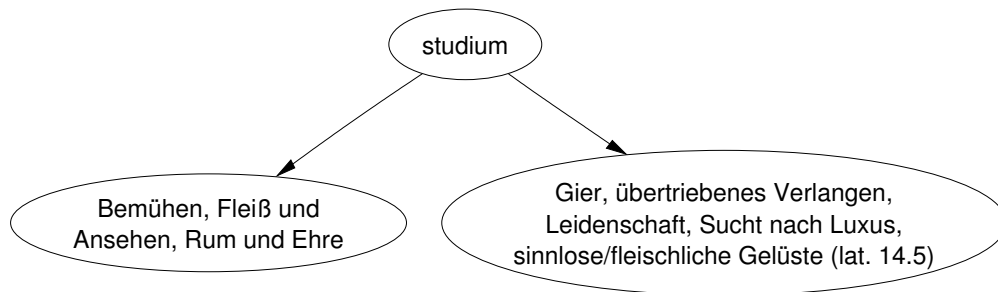 studium
Bemühen, Fleiß und
Ansehen, Rum und Ehre
Gier, übertriebenes Verlangen,
Leidenschaft, Sucht nach Luxus,
sinnlose/fleischliche Gelüste (lat. 14.5)